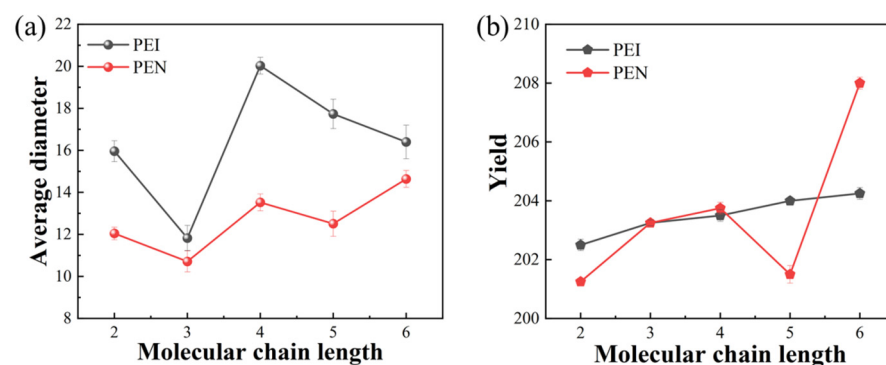 (a)
PEI
PEN
Average diameter
22
20
18
16
14
12
10
8
2 3 4 5 6
Molecular chain length
(b)
PEI
PEN
Yield
210
208
206
204
202
200
2 3 4 5 6
Molecular chain length